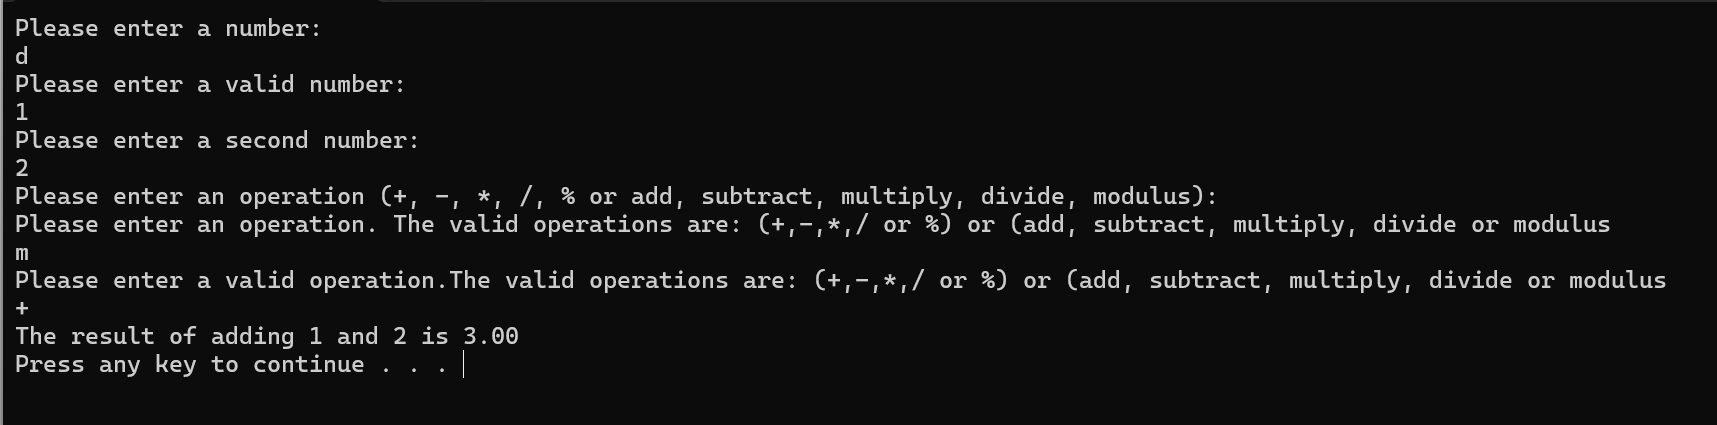 Please enter a number:
d
Please enter a valid number:
1
Please enter a second number:
2
Please enter an operation (+, -, *, /, % or add, subtract, multiply, divide, modulus):
Please enter an operation. The valid operations are: (+,-,*,/ or %) or (add, subtract, multiply, divide or modulus
m
Please enter a valid operation.The valid operations are: (+,-,*,/ or %) or (add, subtract, multiply, divide or modulus
+
The result of adding 1 and 2 is 3.00
Press any key to continue . . .